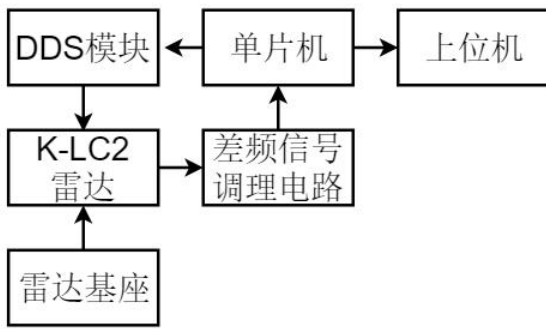 DDS模块
单片机
上位机
K-LC2
雷达
差频信号
调理电路
雷达基座